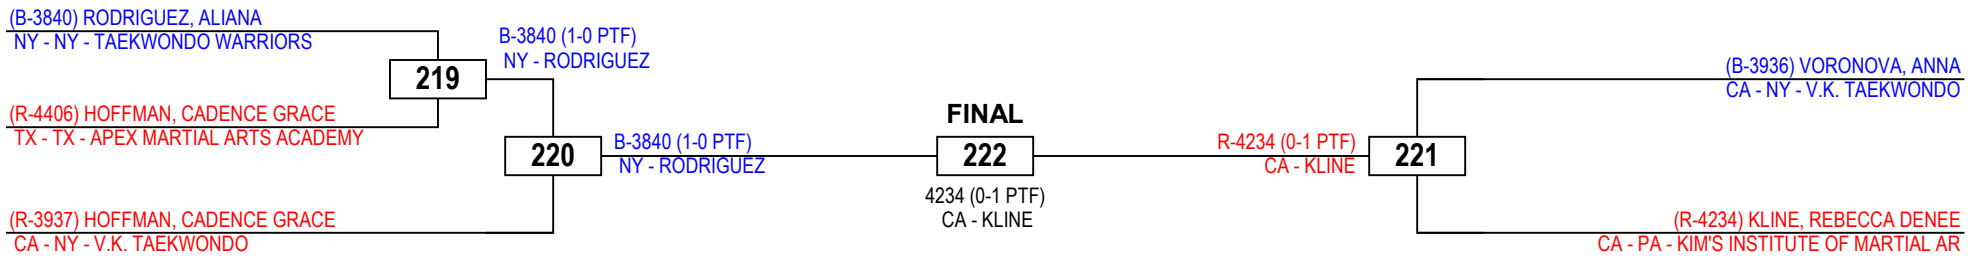 (B-3840) RODRIGUEZ, ALIANA
NY - NY - TAEKWONDO WARRIORS
B-3840 (1-0 PTF)
NY - RODRIGUEZ
219
(R-4406) HOFFMAN, CADENCE GRACE
TX - TX - APEX MARTIAL ARTS ACADEMY
220
B-3840 (1-0 PTF)
NY - RODRIGUEZ
(R-3937) HOFFMAN, CADENCE GRACE
CA - NY - V.K. TAEKWONDO
FINAL
222
4234 (0-1 PTF)
CA - KLINE
R-4234 (0-1 PTF)
CA - KLINE
221
(B-3936) VORONOVA, ANNA
CA - NY - V.K. TAEKWONDO
(R-4234) KLINE, REBECCA DENEE
CA - PA - KIM'S INSTITUTE OF MARTIAL AR